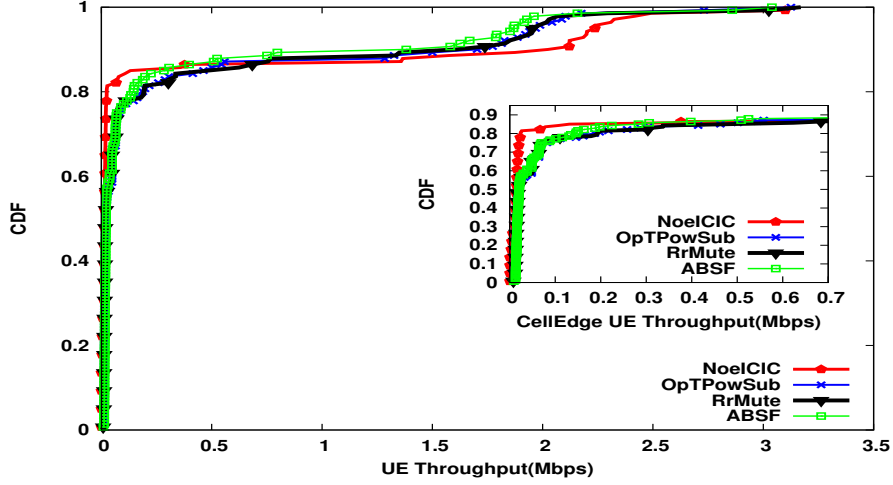 1
0.8
0.6
0.4
0.2
0
CDF
0
0.5
1
1.5
2
2.5
3
3.5
UE Throughput(Mbps)
NoeICIC
OpTPowSub
RrMute
ABSF
0.9
0.8
0.7
0.6
0.5
0.4
0.3
0.2
0.1
0
CDF
0
0.1
0.2
0.3
0.4
0.5
0.6
0.7
CellEdge UE Throughput(Mbps)
NoeICIC
OpTPowSub
RrMute
ABSF